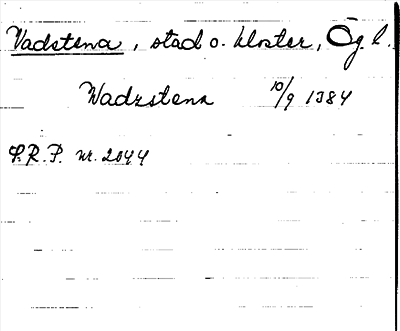 Vadstena, stad o. kloster, Ög. l.
Wadzstena 10/9 1384
S.R.P. nr. 2044